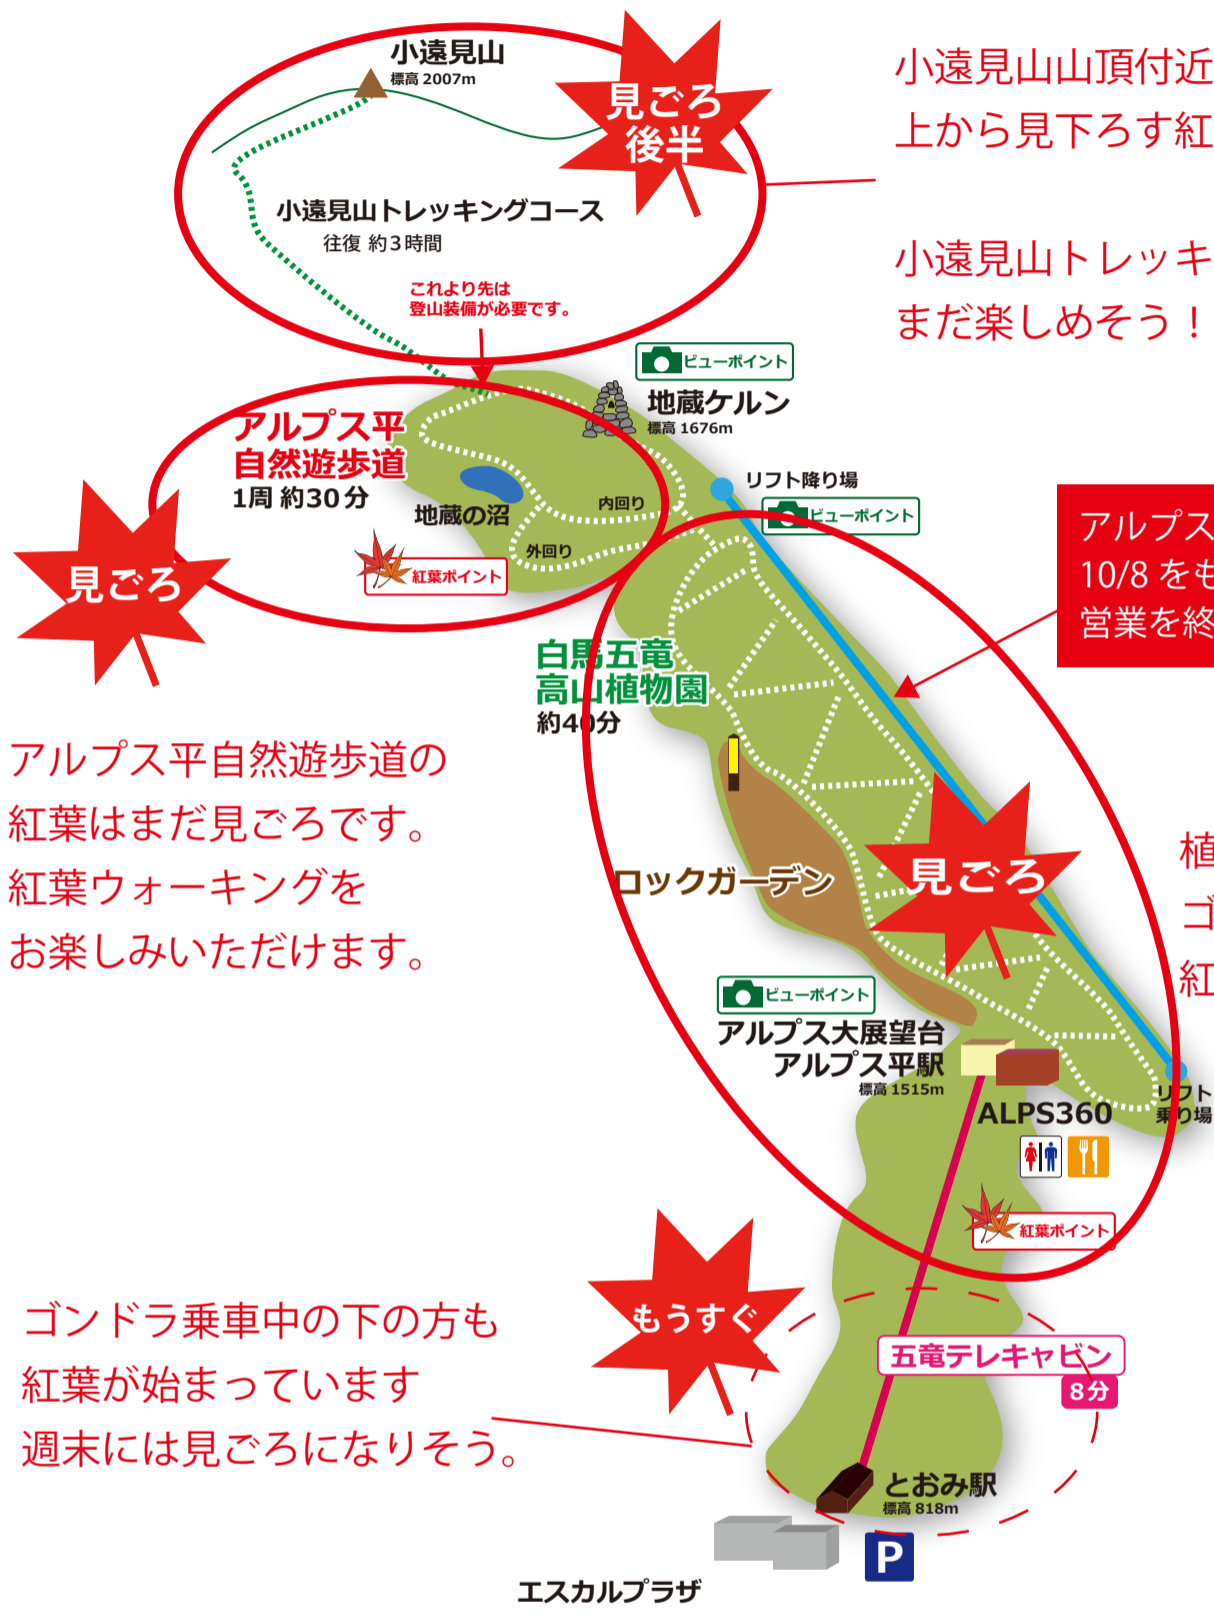 小遠見山
標高 2007m
見ごろ
後半
小遠見山山頂付近
上から見下ろす紅
小遠見山トレッキングコース
往復 約3時間
小遠見山トレッキ
まだ楽しめそう！
これより先は
登山装備が必要です。
ビューポイント
地蔵ケルン
標高 1676m
アルプス平
自然遊歩道
1周 約30分
リフト降り場
ビューポイント
地蔵の沼
内回り
外回り
紅葉ポイント
見ごろ
アルプス
10/8 をも
営業を終
白馬五竜
高山植物園
約40分
アルプス平自然遊歩道の
紅葉はまだ見ごろです。
紅葉ウォーキングを
お楽しみいただけます。
ロックガーデン
見ごろ
植
ゴ
紅
ビューポイント
アルプス大展望台
アルプス平駅
標高 1515m
ALPS360
リフト
乗り場
紅葉ポイント
もうすぐ
ゴンドラ乗車中の下の方も
紅葉が始まっています
週末には見ごろになりそう。
五竜テレキャビン
8分
とおみ駅
標高 818m
P
エスカルプラザ